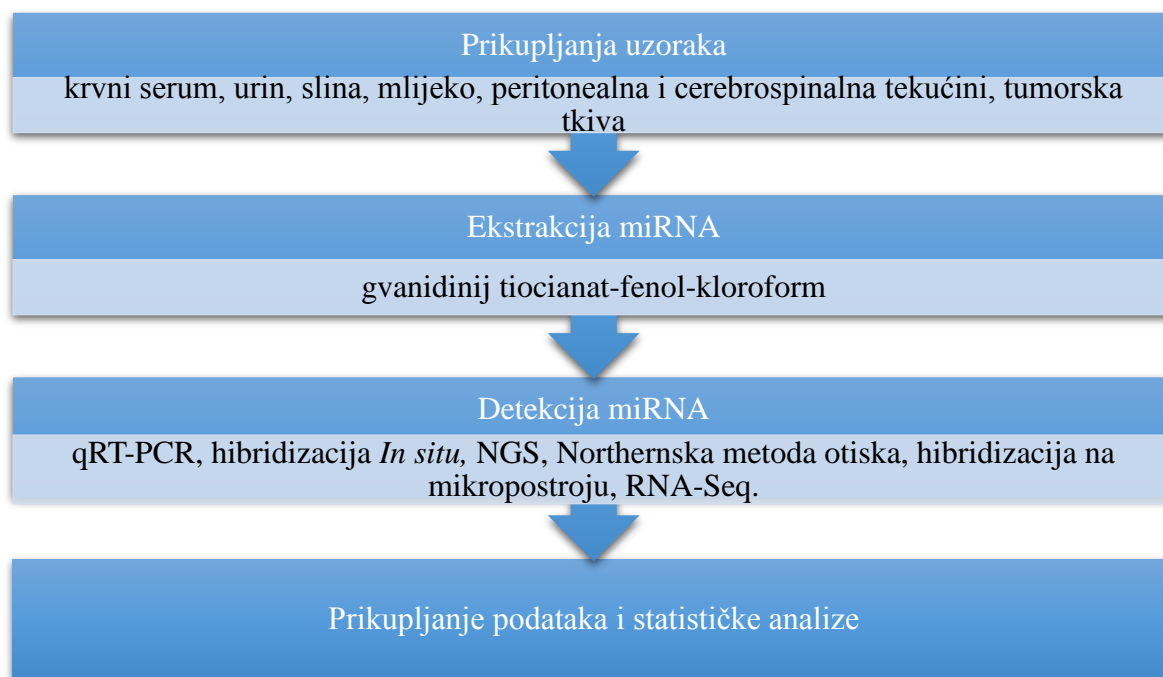 Prikupljanja uzoraka
krvni serum, urin, slina, mlijeko, peritonealna i cerebrospinalna tekućini, tumorska
tkiva
Ekstrakcija miRNA
gvanidinij tiocianat-fenol-kloroform
Detekcija miRNA
qRT-PCR, hibridizacija In situ, NGS, Northernska metoda otiska, hibridizacija na
mikropostroju, RNA-Seq.
Prikupljanje podataka i statističke analize